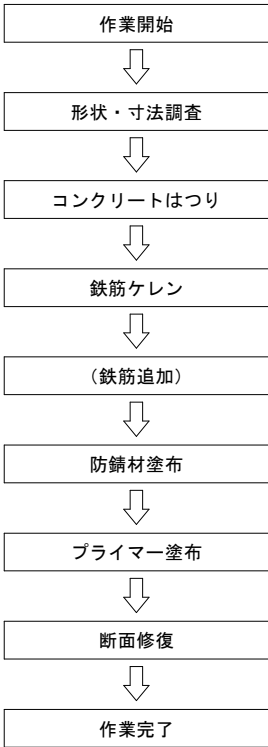 作業開始
形状・寸法調査
コンクリートはつり
鉄筋ケレン
(鉄筋追加)
防錆材塗布
プライマー塗布
断面修復
作業完了